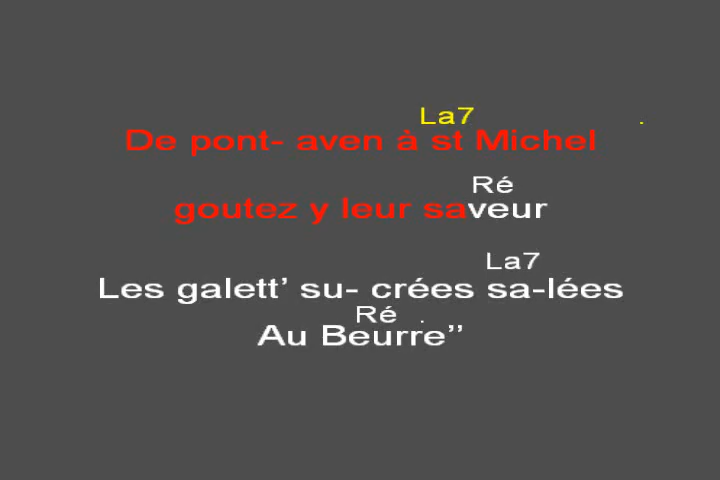 La7 .
De pont- aven à st Michel
Ré
goutez y leur saveur
La7
Les galett’ su- crées sa-lées
Ré .
Au Beurre”